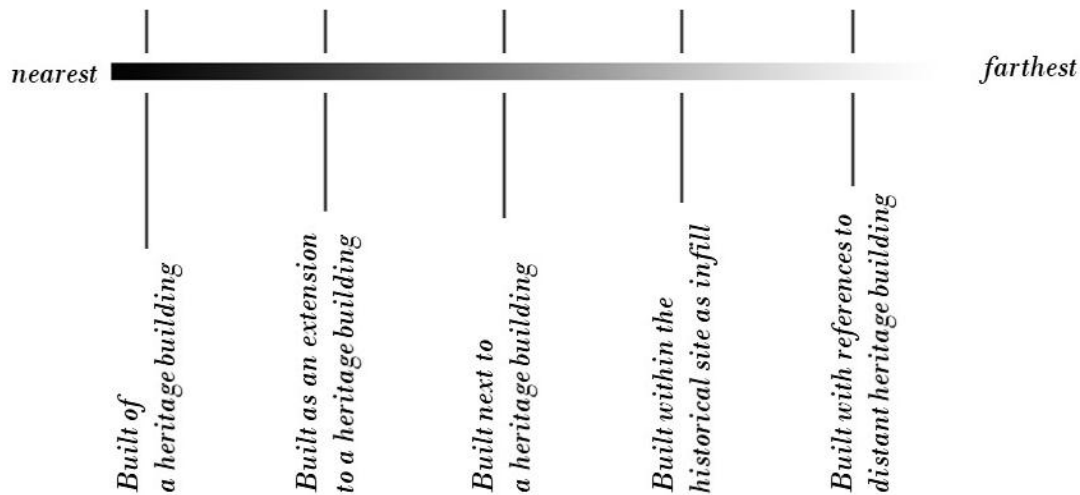 nearest
farthest
Built of
a heritage building
Built as an extension
to a heritage building
Built next to
a heritage building
Built within the
historical site as infill
Built with references to
distant heritage building